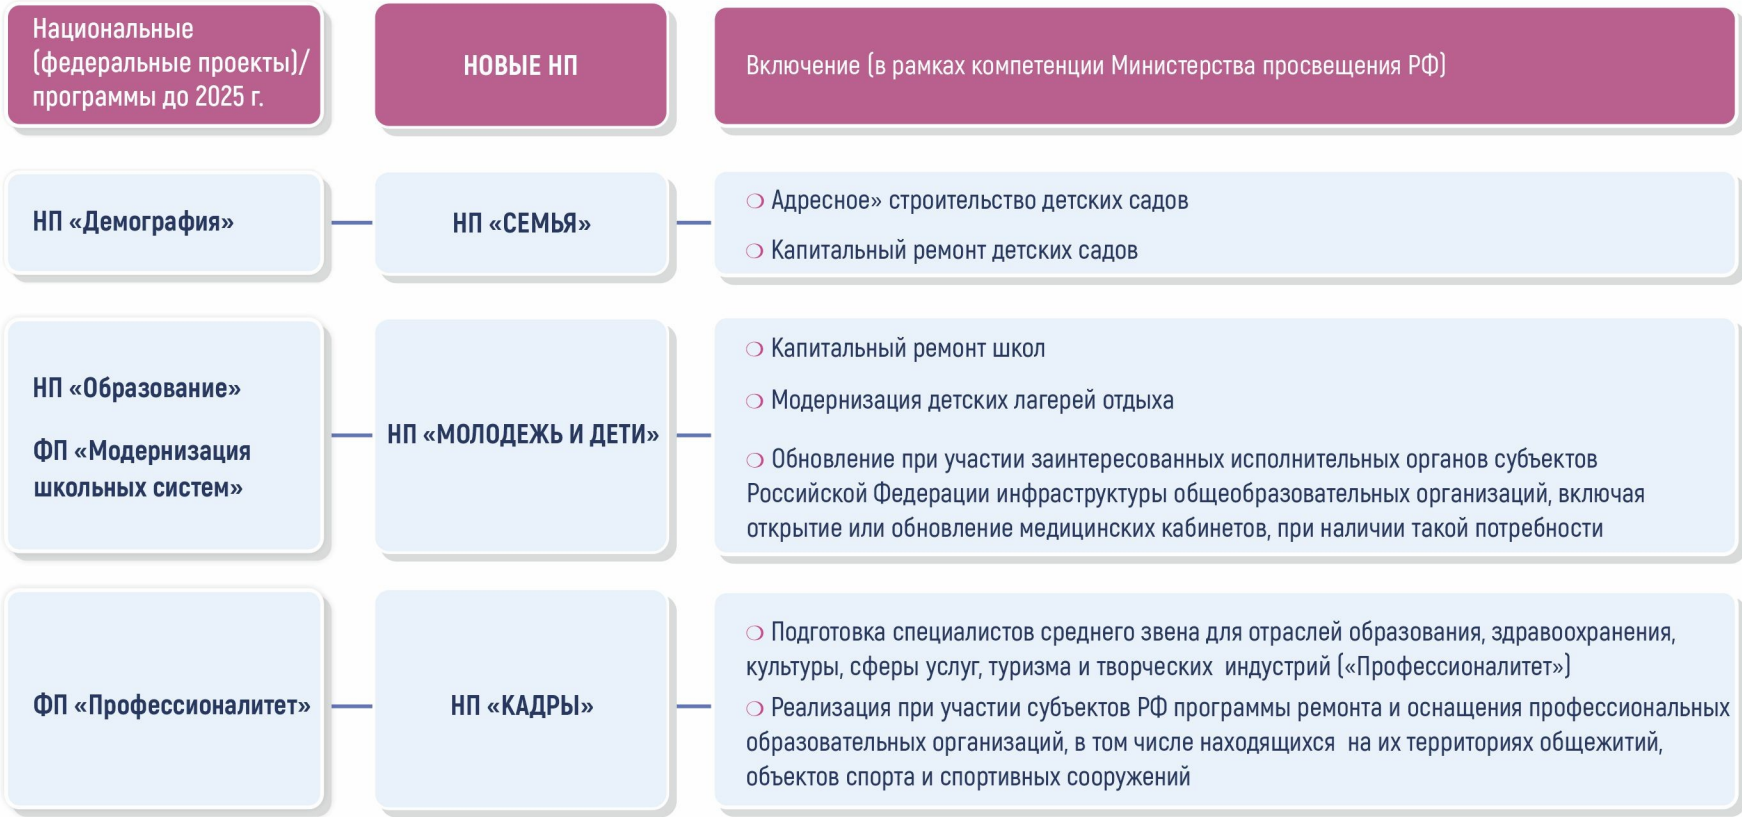 Национальные
(федеральные проекты)/
программы до 2025 г.
НОВЫЕ НП
Включение (в рамках компетенции Министерства просвещения РФ)
НП «Демография»
НП «СЕМЬЯ»
Адресное» строительство детских садов
Капитальный ремонт детских садов
НП «Образование»
ФП «Модернизация
школьных систем»
НП «МОЛОДЕЖЬ И ДЕТИ»
Капитальный ремонт школ
Модернизация детских лагерей отдыха
Обновление при участии заинтересованных исполнительных органов субъектов
Российской Федерации инфраструктуры общеобразовательных организаций, включая
открытие или обновление медицинских кабинетов, при наличии такой потребности
ФП «Профессионалитет»
НП «КАДРЫ»
Подготовка специалистов среднего звена для отраслей образования, здравоохранения,
культуры, сферы услуг, туризма и творческих индустрий («Профессионалитет»)
Реализация при участии субъектов РФ программы ремонта и оснащения профессиональных
образовательных организаций, в том числе находящихся на их территориях общежитий,
объектов спорта и спортивных сооружений